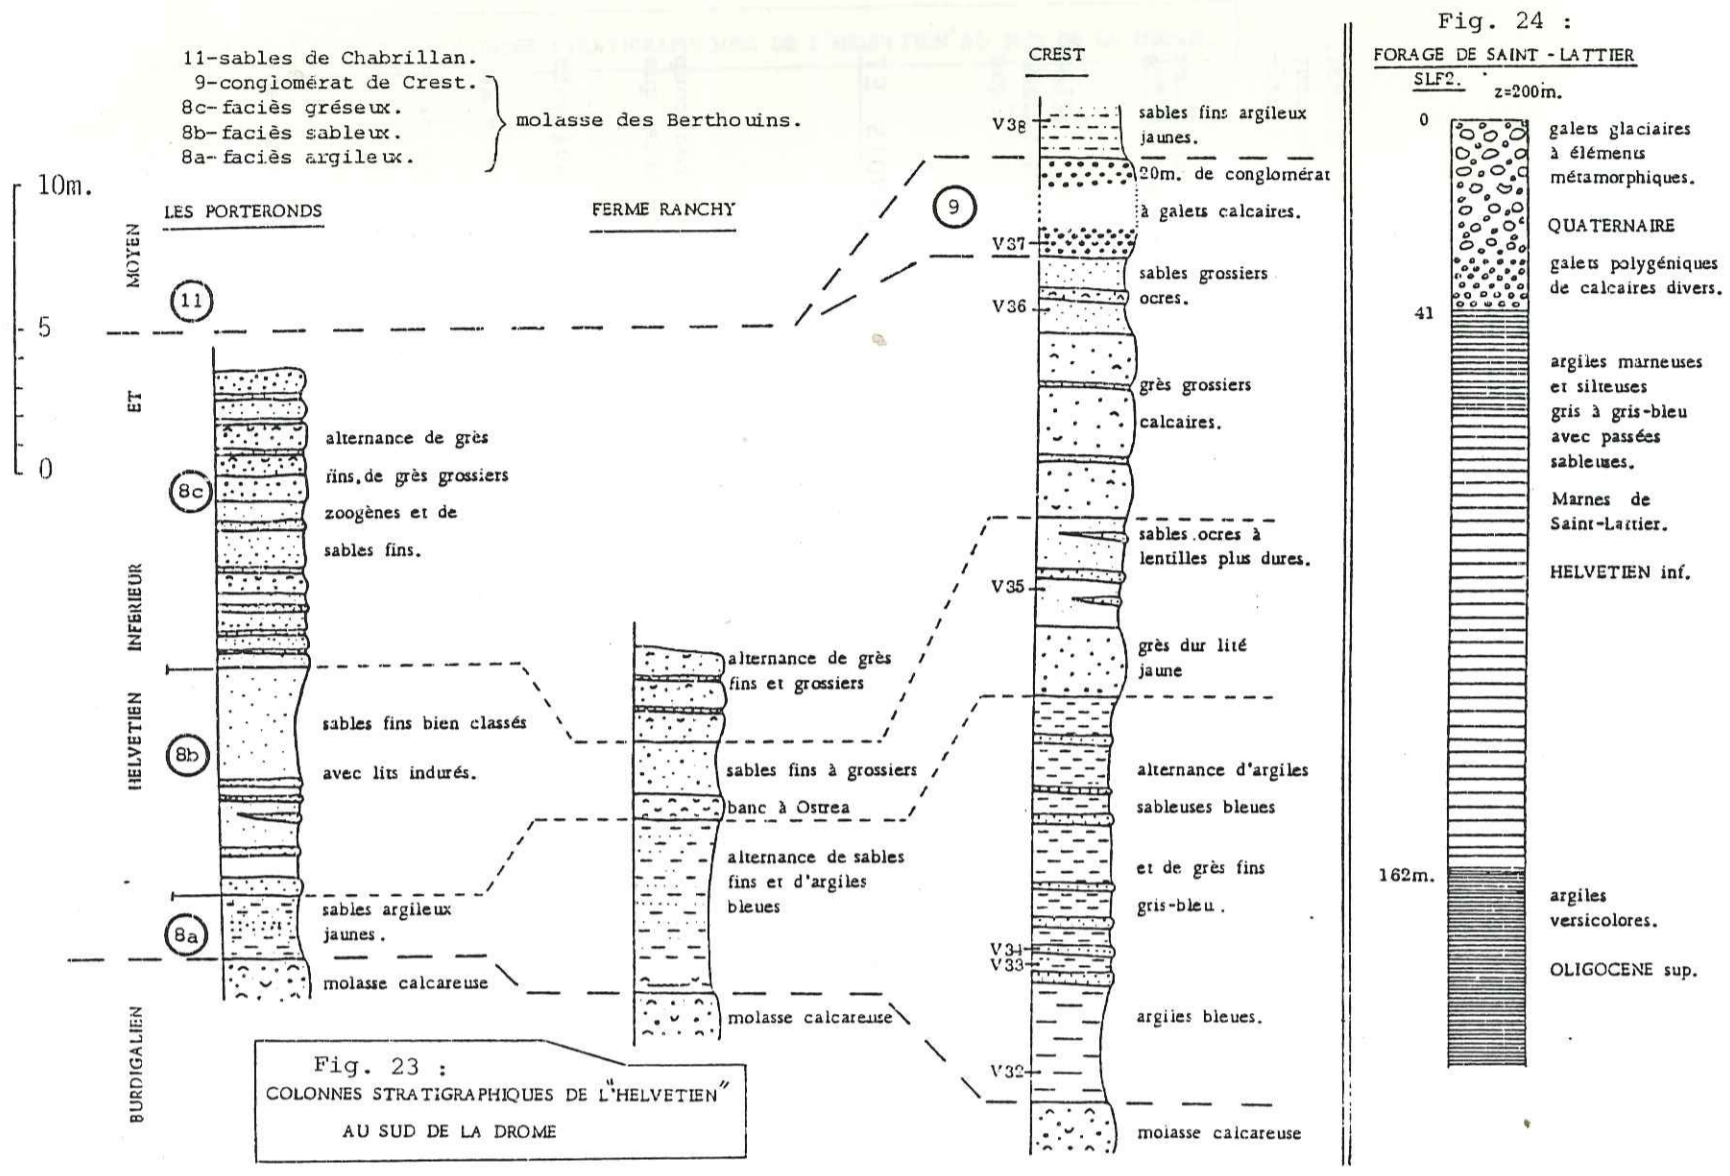 11-sables de Chabrillan.
9-conglomérat de Crest.
8c-faciès gréseux.
8b-faciès sableux.
8a-faciès argileux.
molasse des Berthouins.
10m.
5
0
MOYEN
ET
INFERIEUR
HELVETIEN
BURDIGALIEN
LES PORTERONDS
11
8c
alternance de grès
fins, de grès grossiers
zoogènes et de
sables fins.
8b
sables fins bien classés
avec lits indurés.
8a
sables argileux
jaunes.
molasse calcareuse
FERME RANCHY
alternance de grès
fins et grossiers
sables fins à grossiers
banc à Ostrea
alternance de sables
fins et d'argiles
bleues
molasse calcareuse
CREST
9
V38
sables fins argileux
jaunes.
20m. de conglomérat
à galets calcaires.
V37
sables grossiers
ocres.
V36
grès grossiers
calcaires.
sables ocres à
lentilles plus dures.
V35
grès dur lité
jaune
alternance d'argiles
sableuses bleues
et de grès fins
gris-bleu.
V34
V33
argiles bleues.
V32
molasse calcareuse
Fig. 23 :
COLONNES STRATIGRAPHIQUES DE L'"HELVETIEN"
AU SUD DE LA DROME
Fig. 24 :
FORAGE DE SAINT-LATTIER
SLF2. z=200m.
0
galets glaciaires
à éléments
métamorphiques.
QUATERNAIRE
galets polygéniques
de calcaires divers.
41
argiles marneuses
et silteuses
gris à gris-bleu
avec passées
sableuses.
Marnes de
Saint-Lattier.
HELVETIEN inf.
162m.
argiles
versicolores.
OLIGOCENE sup.